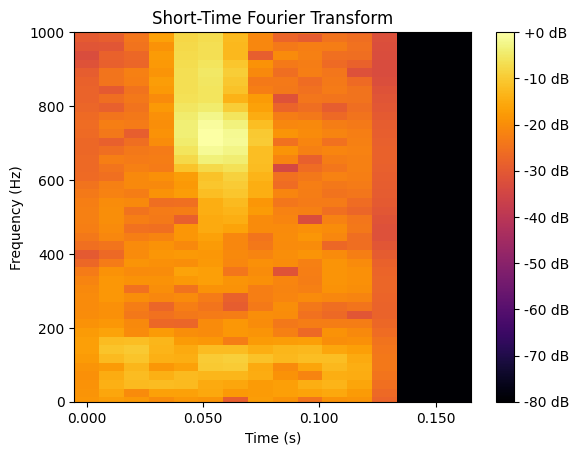 Short-Time Fourier Transform
1000
800
600
400
200
0
Frequency (Hz)
0.000
0.050
0.100
0.150
Time (s)
+0 dB
-10 dB
-20 dB
-30 dB
-40 dB
-50 dB
-60 dB
-70 dB
-80 dB